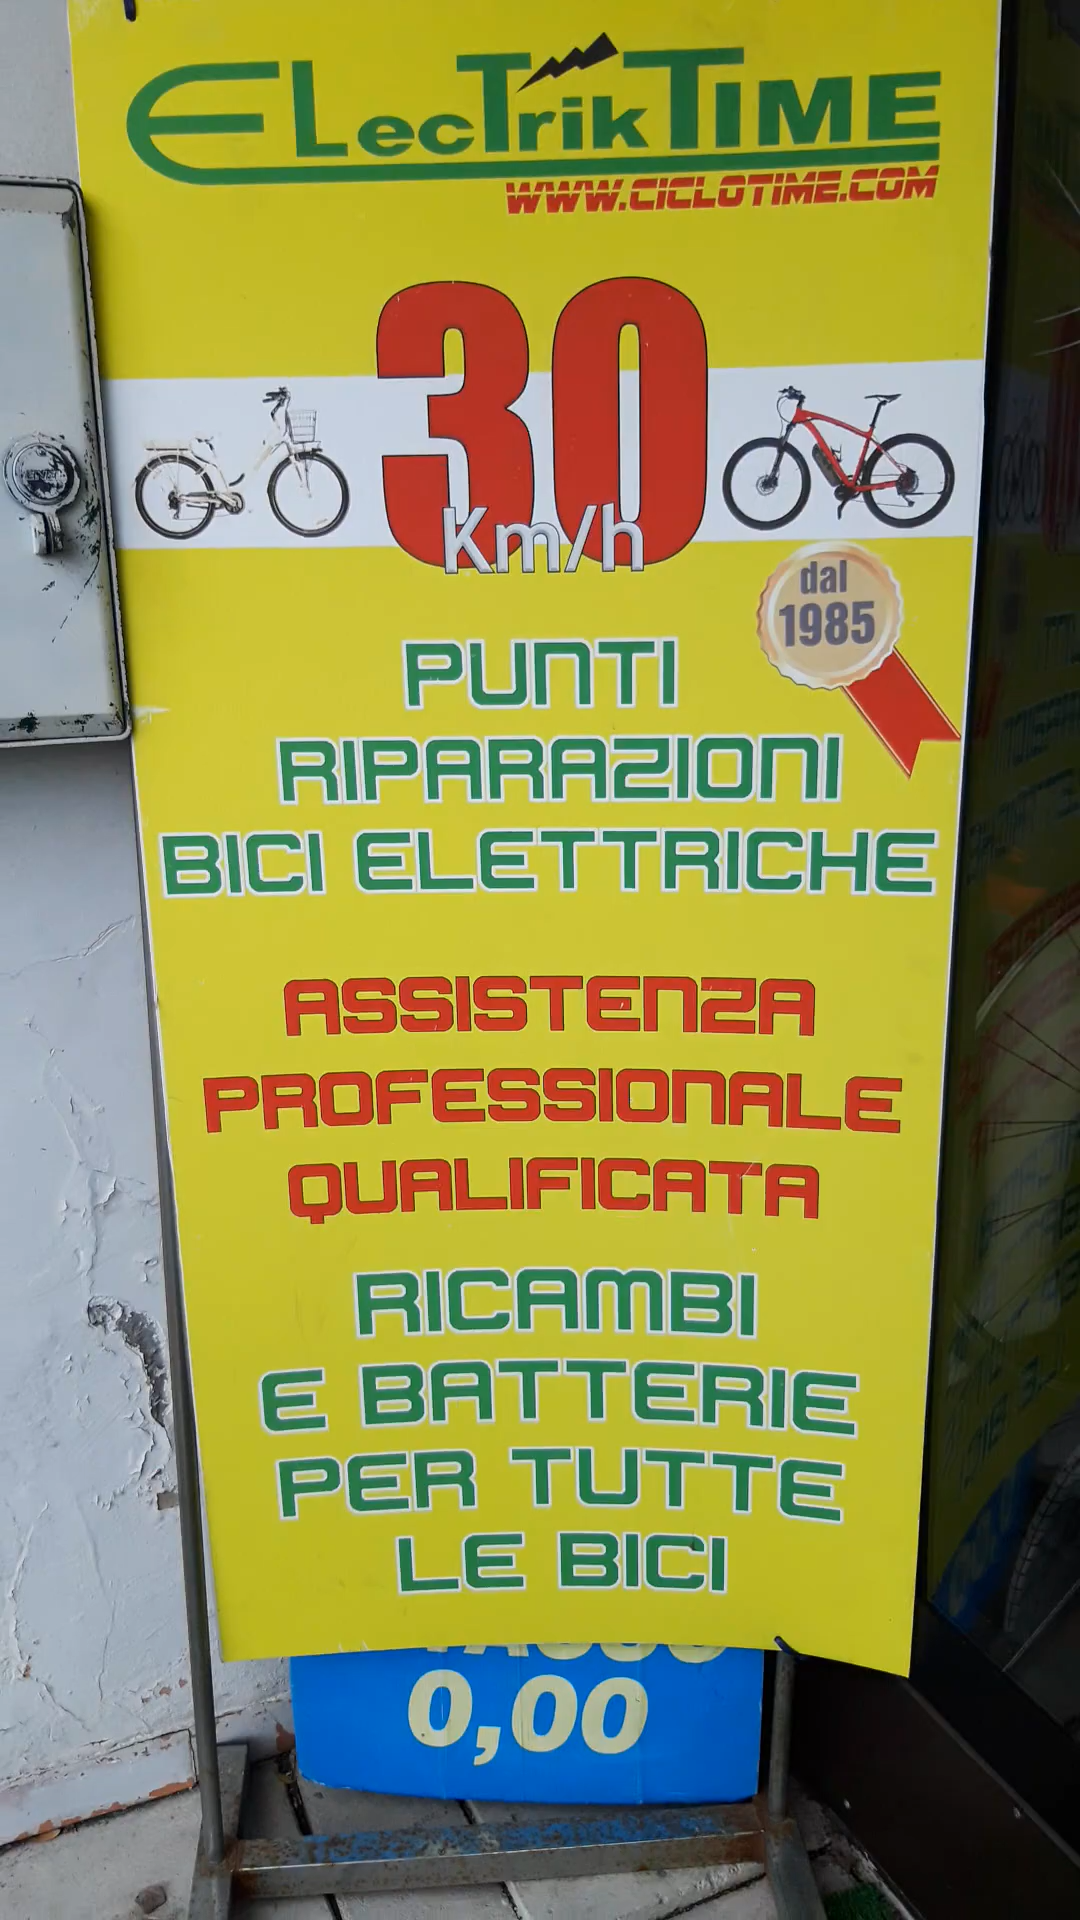 ELecTrikTIME
WWW.CICLOTIME.COM
30
Km/h
dal
1985
PUNTI
RIPARAZIONI
BICI ELETTRICHE
ASSISTENZA
PROFESSIONALE
QUALIFICATA
RICAMBI
E BATTERIE
PER TUTTE
LE BICI
0,00